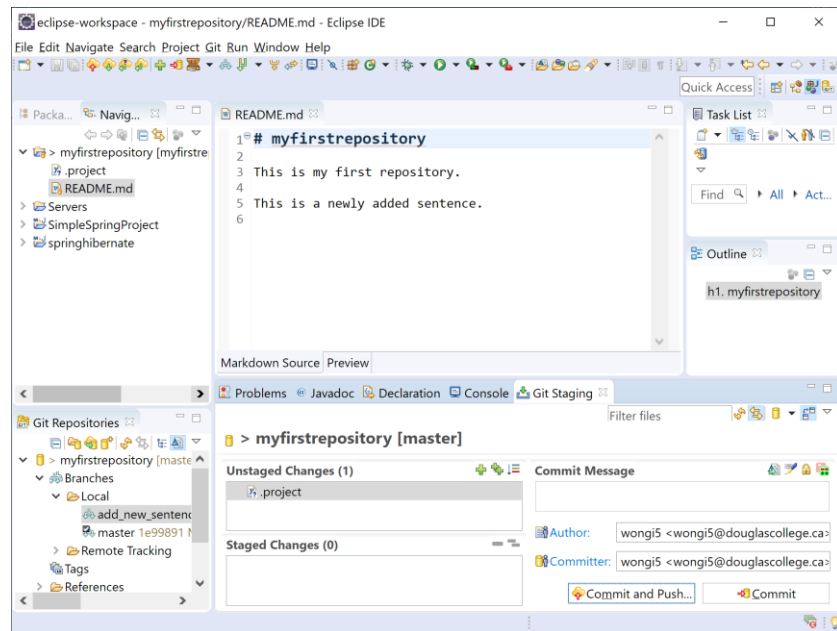 eclipse-workspace - myfirstrepository/README.md - Eclipse IDE
File Edit Navigate Search Project Git Run Window Help
Quick Access
Packa...
Navig...
> myfirstrepository [myfirstre
.project
README.md
Servers
SimpleSpringProject
springhibernate
README.md
1 # myfirstrepository
2
3 This is my first repository.
4
5 This is a newly added sentence.
6
Markdown Source Preview
Task List
Find All Act...
Outline
h1. myfirstrepository
Git Repositories
> myfirstrepository [maste
Branches
Local
add_new_sentenc
master 1e99891
Remote Tracking
Tags
References
Problems Javadoc Declaration Console Git Staging
Filter files
> myfirstrepository [master]
Unstaged Changes (1)
.project
Staged Changes (0)
Commit Message
Author: wongi5 <wongi5@douglascollege.ca>
Committer: wongi5 <wongi5@douglascollege.ca>
Commit and Push...
Commit